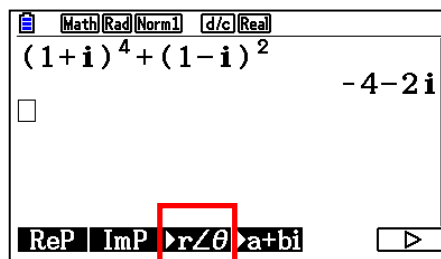 Math Rad Norm1 d/c Real
(1+i)⁴+(1-i)²
-4-2i
ReP ImP ▶r∠θ ▶a+bi ▷